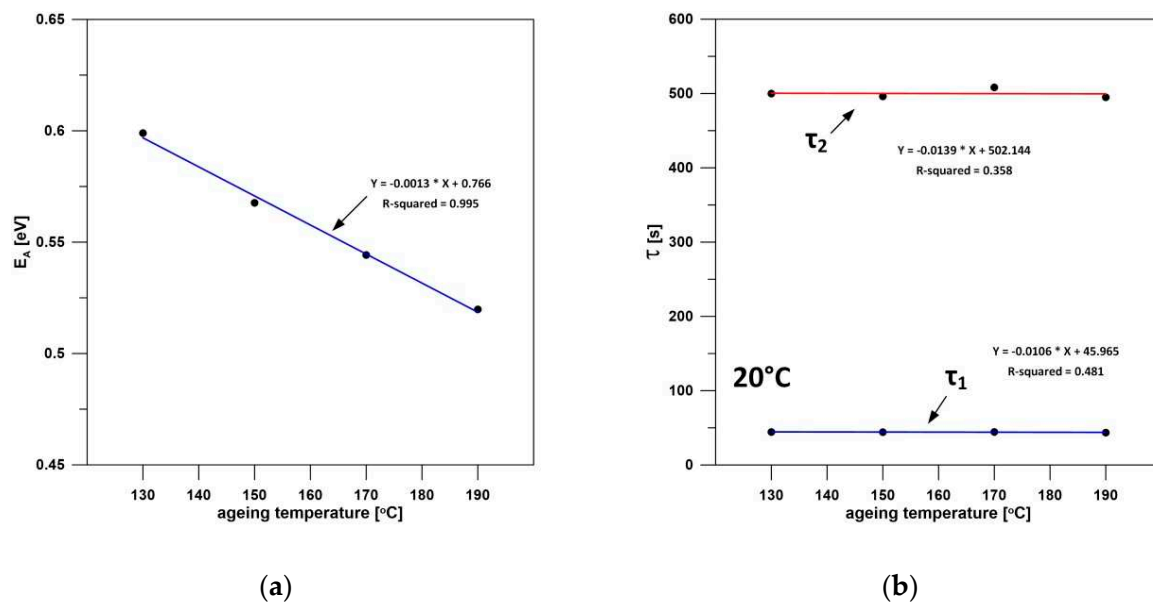 0.65
0.6
0.55
0.5
0.45
E_A [eV]
Y = -0.0013 * X + 0.766
R-squared = 0.995
130 140 150 160 170 180 190
ageing temperature [°C]
(a)
600
500
400
300
200
100
0
τ [s]
τ₂
Y = -0.0139 * X + 502.144
R-squared = 0.358
Y = -0.0106 * X + 45.965
R-squared = 0.481
20°C
τ₁
130 140 150 160 170 180 190
ageing temperature [°C]
(b)